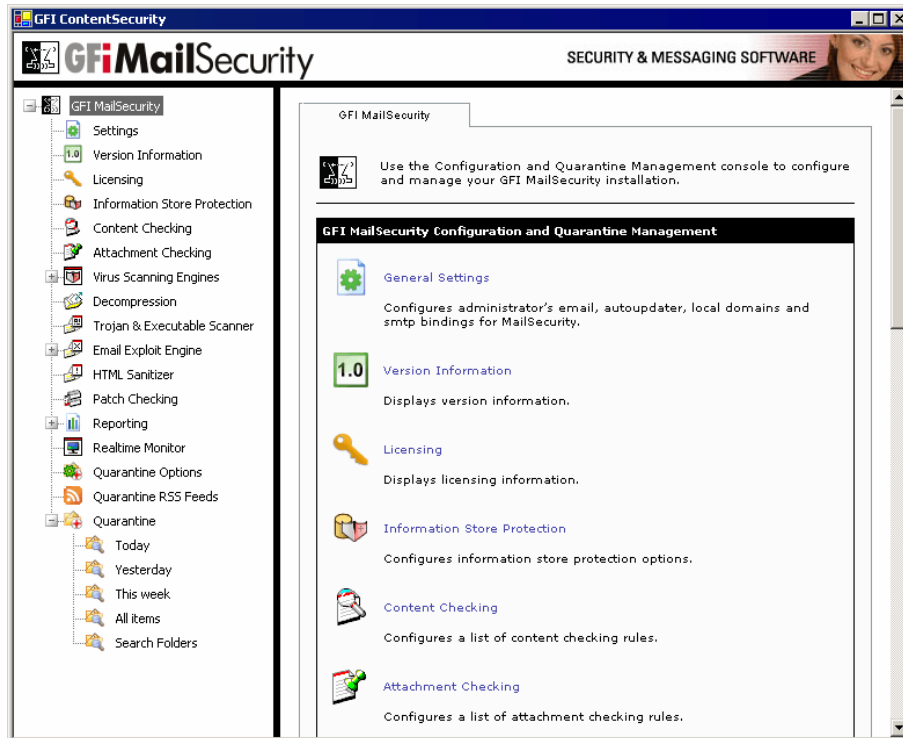 GFI ContentSecurity
GFiMailSecurity
SECURITY & MESSAGING SOFTWARE
GFI MailSecurity
Settings
1.0
Version Information
Licensing
Information Store Protection
Content Checking
Attachment Checking
Virus Scanning Engines
Decompression
Trojan & Executable Scanner
Email Exploit Engine
HTML Sanitizer
Patch Checking
Reporting
Realtime Monitor
Quarantine Options
Quarantine RSS Feeds
Quarantine
Today
Yesterday
This week
All items
Search Folders
GFI MailSecurity
Use the Configuration and Quarantine Management console to configure
and manage your GFI MailSecurity installation.
GFI MailSecurity Configuration and Quarantine Management
General Settings
Configures administrator's email, autoupdater, local domains and
smtp bindings for MailSecurity.
1.0
Version Information
Displays version information.
Licensing
Displays licensing information.
Information Store Protection
Configures information store protection options.
Content Checking
Configures a list of content checking rules.
Attachment Checking
Configures a list of attachment checking rules.